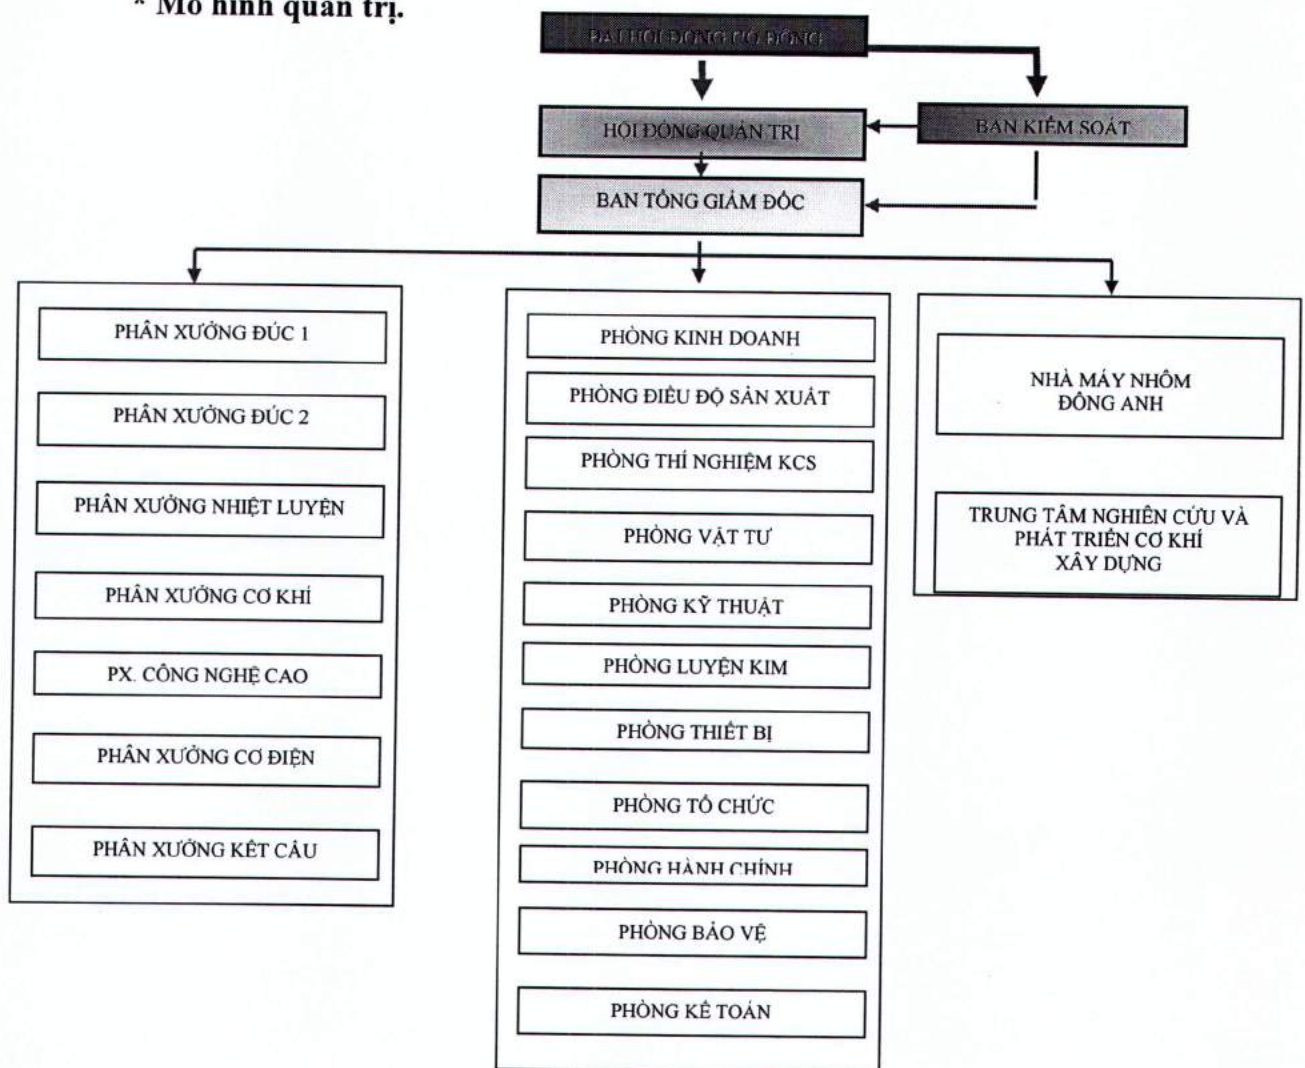 * Mô hình quản trị.
ĐẠI HỘI ĐỒNG CỔ ĐÔNG
HỘI ĐỒNG QUẢN TRỊ
BAN KIỂM SOÁT
BAN TỔNG GIÁM ĐỐC
PHÂN XƯỞNG ĐÚC 1
PHÂN XƯỞNG ĐÚC 2
PHÂN XƯỞNG NHIỆT LUYỆN
PHÂN XƯỞNG CƠ KHÍ
PX. CÔNG NGHỆ CAO
PHÂN XƯỞNG CƠ ĐIỆN
PHÂN XƯỞNG KẾT CẤU
PHÒNG KINH DOANH
PHÒNG ĐIỀU ĐỘ SẢN XUẤT
PHÒNG THÍ NGHIỆM KCS
PHÒNG VẬT TƯ
PHÒNG KỸ THUẬT
PHÒNG LUYỆN KIM
PHÒNG THIẾT BỊ
PHÒNG TỔ CHỨC
PHÒNG HÀNH CHÍNH
PHÒNG BẢO VỆ
PHÒNG KẾ TOÁN
NHÀ MÁY NHÔM
ĐÔNG ANH
TRUNG TÂM NGHIÊN CỨU VÀ
PHÁT TRIỂN CƠ KHÍ
XÂY DỰNG